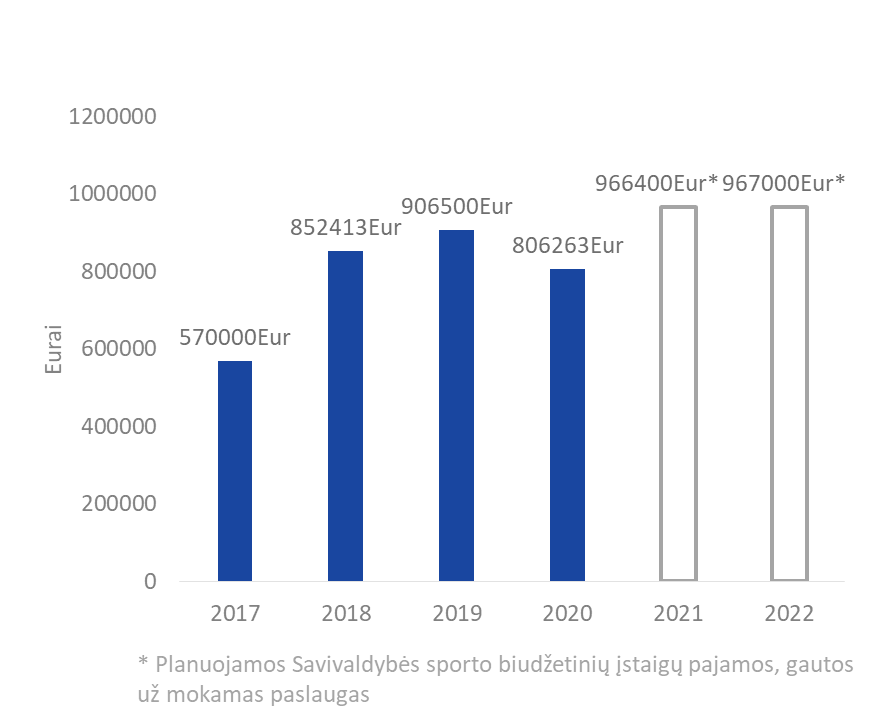 1200000
1000000
800000
600000
400000
200000
0
Eurai
570000Eur
852413Eur
906500Eur
806263Eur
966400Eur*
967000Eur*
2017 2018 2019 2020 2021 2022
* Planuojamos Savivaldybės sporto biudžetinių įstaigų pajamos, gautos
už mokamas paslaugas